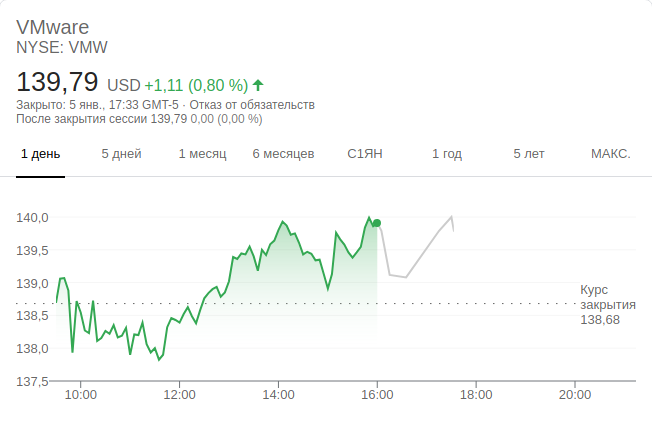 VMware
NYSE: VMW
139,79 USD +1,11 (0,80 %)
Закрыто: 5 янв., 17:33 GMT-5 · Отказ от обязательств
После закрытия сессии 139,79 0,00 (0,00 %)
1 день 5 дней 1 месяц 6 месяцев С1ЯН 1 год 5 лет МАКС.
140,0
139,5
139,0
138,5
138,0
137,5
Курс
закрытия
138,68
10:00 12:00 14:00 16:00 18:00 20:00